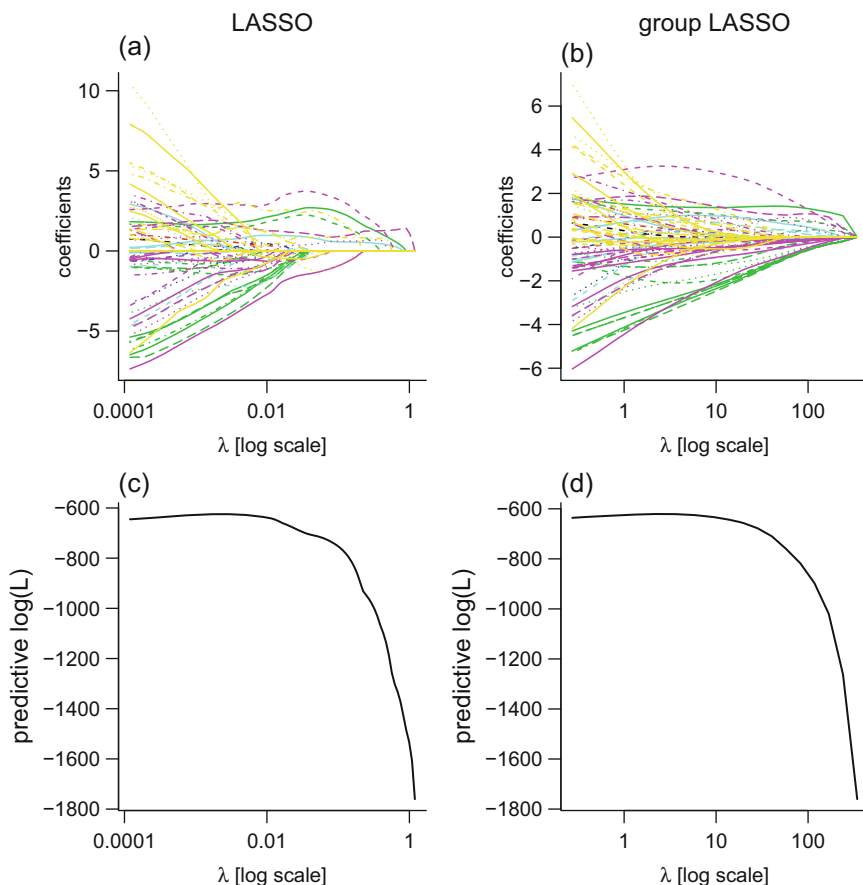 LASSO
group LASSO
(a)
(b)
coefficients
10
5
0
−5
0.0001
0.01
1
λ [log scale]
coefficients
6
4
2
0
−2
−4
−6
1
10
100
λ [log scale]
(c)
(d)
predictive log(L)
−600
−800
−1000
−1200
−1400
−1600
−1800
0.0001
0.01
1
λ [log scale]
predictive log(L)
−600
−800
−1000
−1200
−1400
−1600
−1800
1
10
100
λ [log scale]